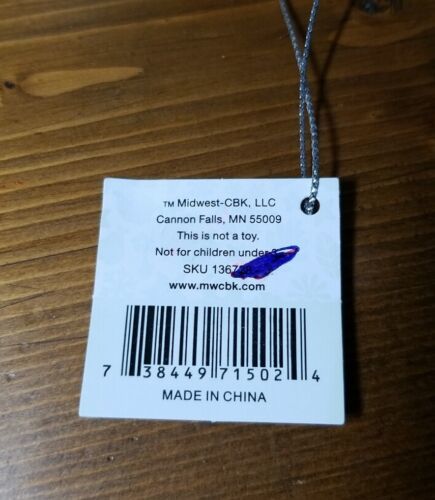 TM Midwest-CBK, LLC
Cannon Falls, MN 55009
This is not a toy.
Not for children under
SKU
www.mwcbk.com
7 38449 71502 4
MADE IN CHINA